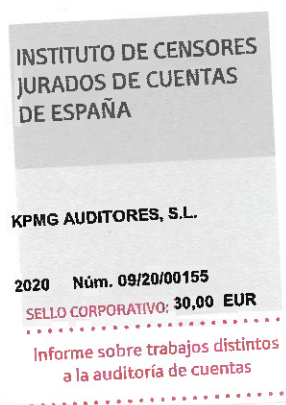 INSTITUTO DE CENSORES
JURADOS DE CUENTAS
DE ESPAÑA
KPMG AUDITORES, S.L.
2020 Núm. 09/20/00155
SELLO CORPORATIVO: 30,00 EUR
Informe sobre trabajos distintos
a la auditoría de cuentas